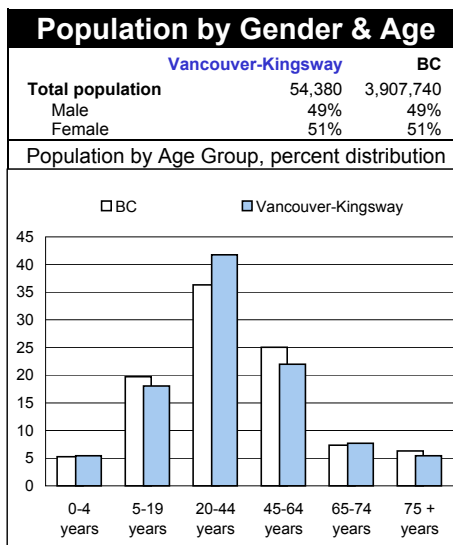 Population by Gender & Age
Vancouver-Kingsway BC
Total population 54,380 3,907,740
Male 49% 49%
Female 51% 51%
Population by Age Group, percent distribution
BC Vancouver-Kingsway
45
40
35
30
25
20
15
10
5
0
0-4 5-19 20-44 45-64 65-74 75 +
years years years years years years